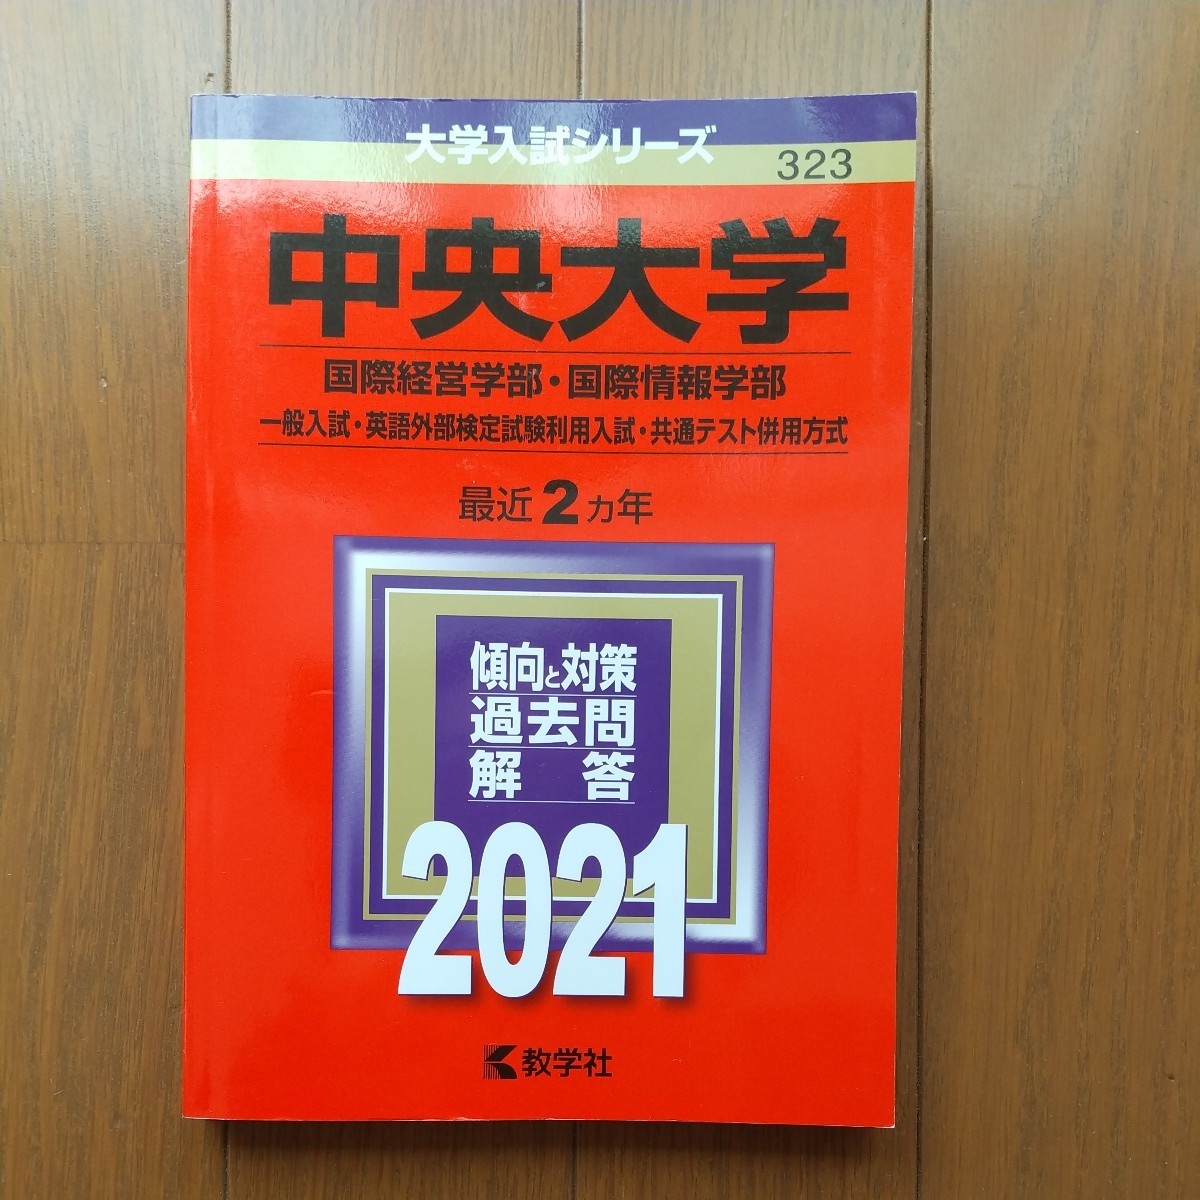 大学入試シリーズ
323
中央大学
国際経営学部・国際情報学部
一般入試・英語外部検定試験利用入試・共通テスト併用方式
最近2ヵ年
傾向と対策
過去問
解答
2021
教学社